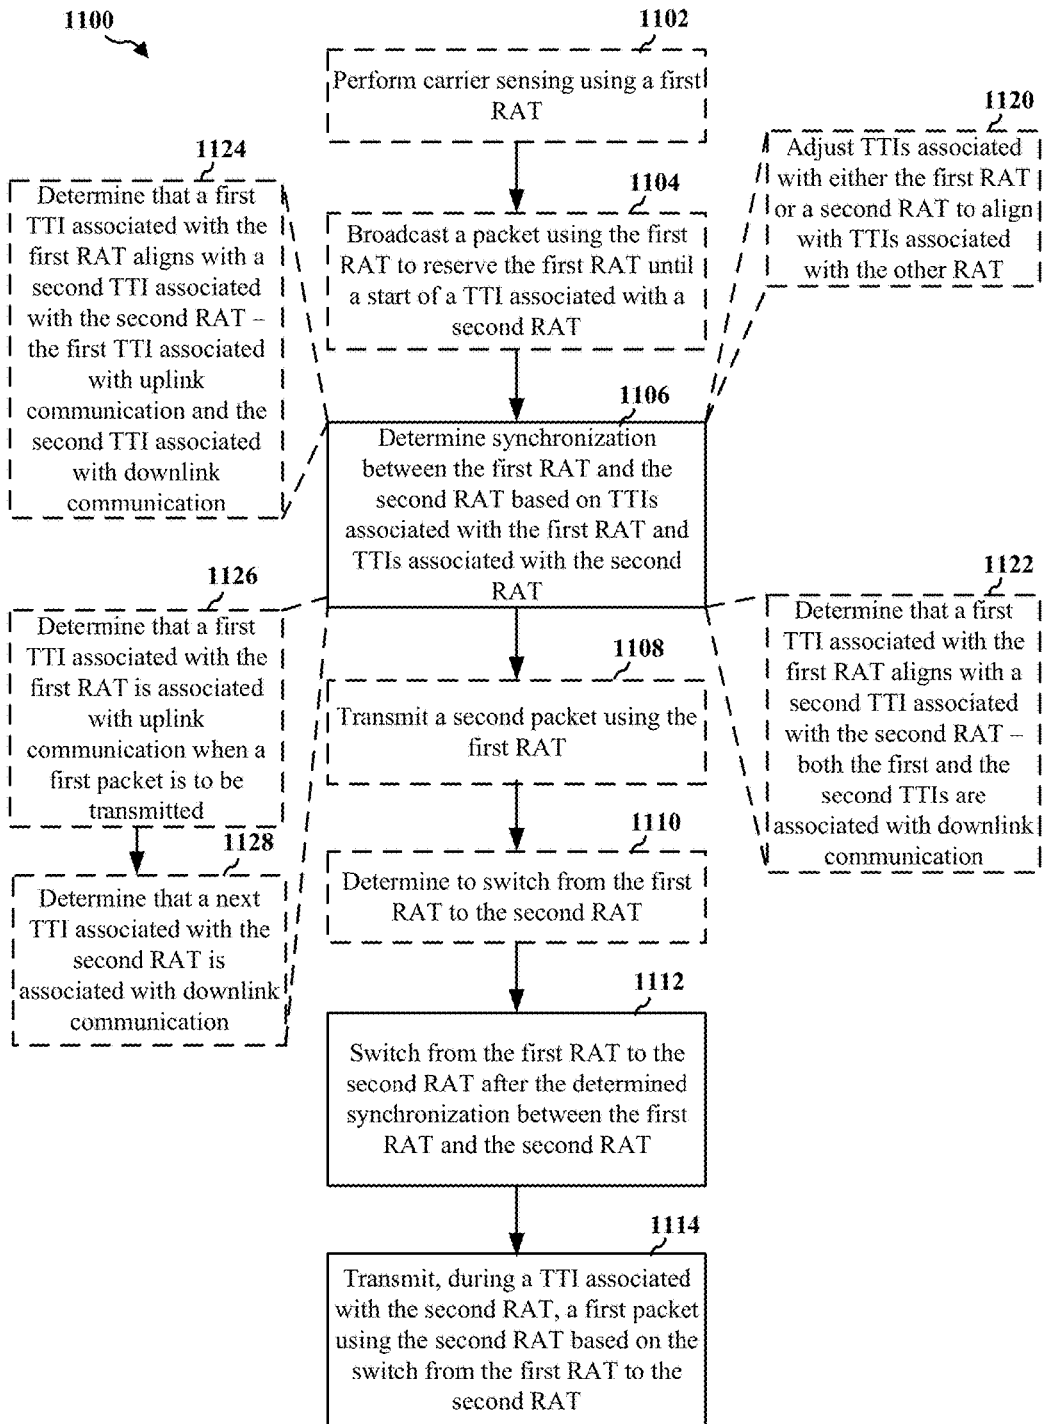 1100
1102
Perform carrier sensing using a first
RAT
1104
Broadcast a packet using the first
RAT to reserve the first RAT until
a start of a TTI associated with a
second RAT
1120
Adjust TTIs associated
with either the first RAT
or a second RAT to align
with TTIs associated
with the other RAT
1124
Determine that a first
TTI associated with the
first RAT aligns with a
second TTI associated
with the second RAT –
the first TTI associated
with uplink
communication and the
second TTI associated
with downlink
communication
1106
Determine synchronization
between the first RAT and the
second RAT based on TTIs
associated with the first RAT and
TTIs associated with the second
RAT
1126
Determine that a first
TTI associated with the
first RAT is associated
with uplink
communication when a
first packet is to be
transmitted
1128
Determine that a next
TTI associated with the
second RAT is
associated with downlink
communication
1122
Determine that a first
TTI associated with the
first RAT aligns with a
second TTI associated
with the second RAT –
both the first and the
second TTIs are
associated with downlink
communication
1108
Transmit a second packet using the
first RAT
1110
Determine to switch from the first
RAT to the second RAT
1112
Switch from the first RAT to the
second RAT after the determined
synchronization between the first
RAT and the second RAT
1114
Transmit, during a TTI associated
with the second RAT, a first packet
using the second RAT based on the
switch from the first RAT to the
second RAT